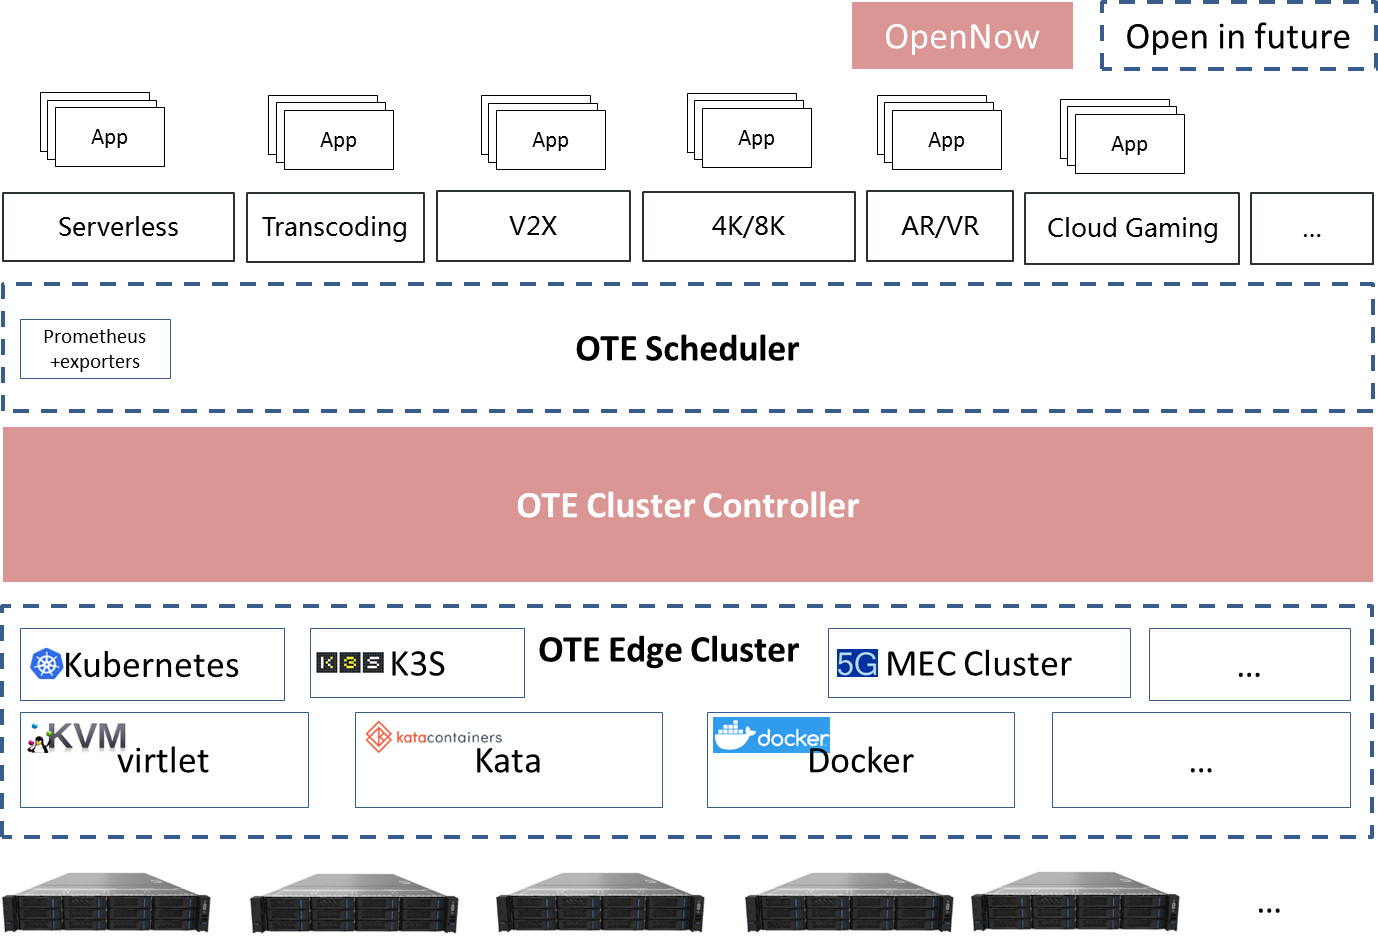 OpenNow
Open in future
App
App
App
App
App
App
Serverless
Transcoding
V2X
4K/8K
AR/VR
Cloud Gaming
...
Prometheus
+exporters
OTE Scheduler
OTE Cluster Controller
OTE Edge Cluster
Kubernetes
K3S K3S
5G MEC Cluster
...
KVM
virtlet
katacontainers
Kata
docker
Docker
...
...